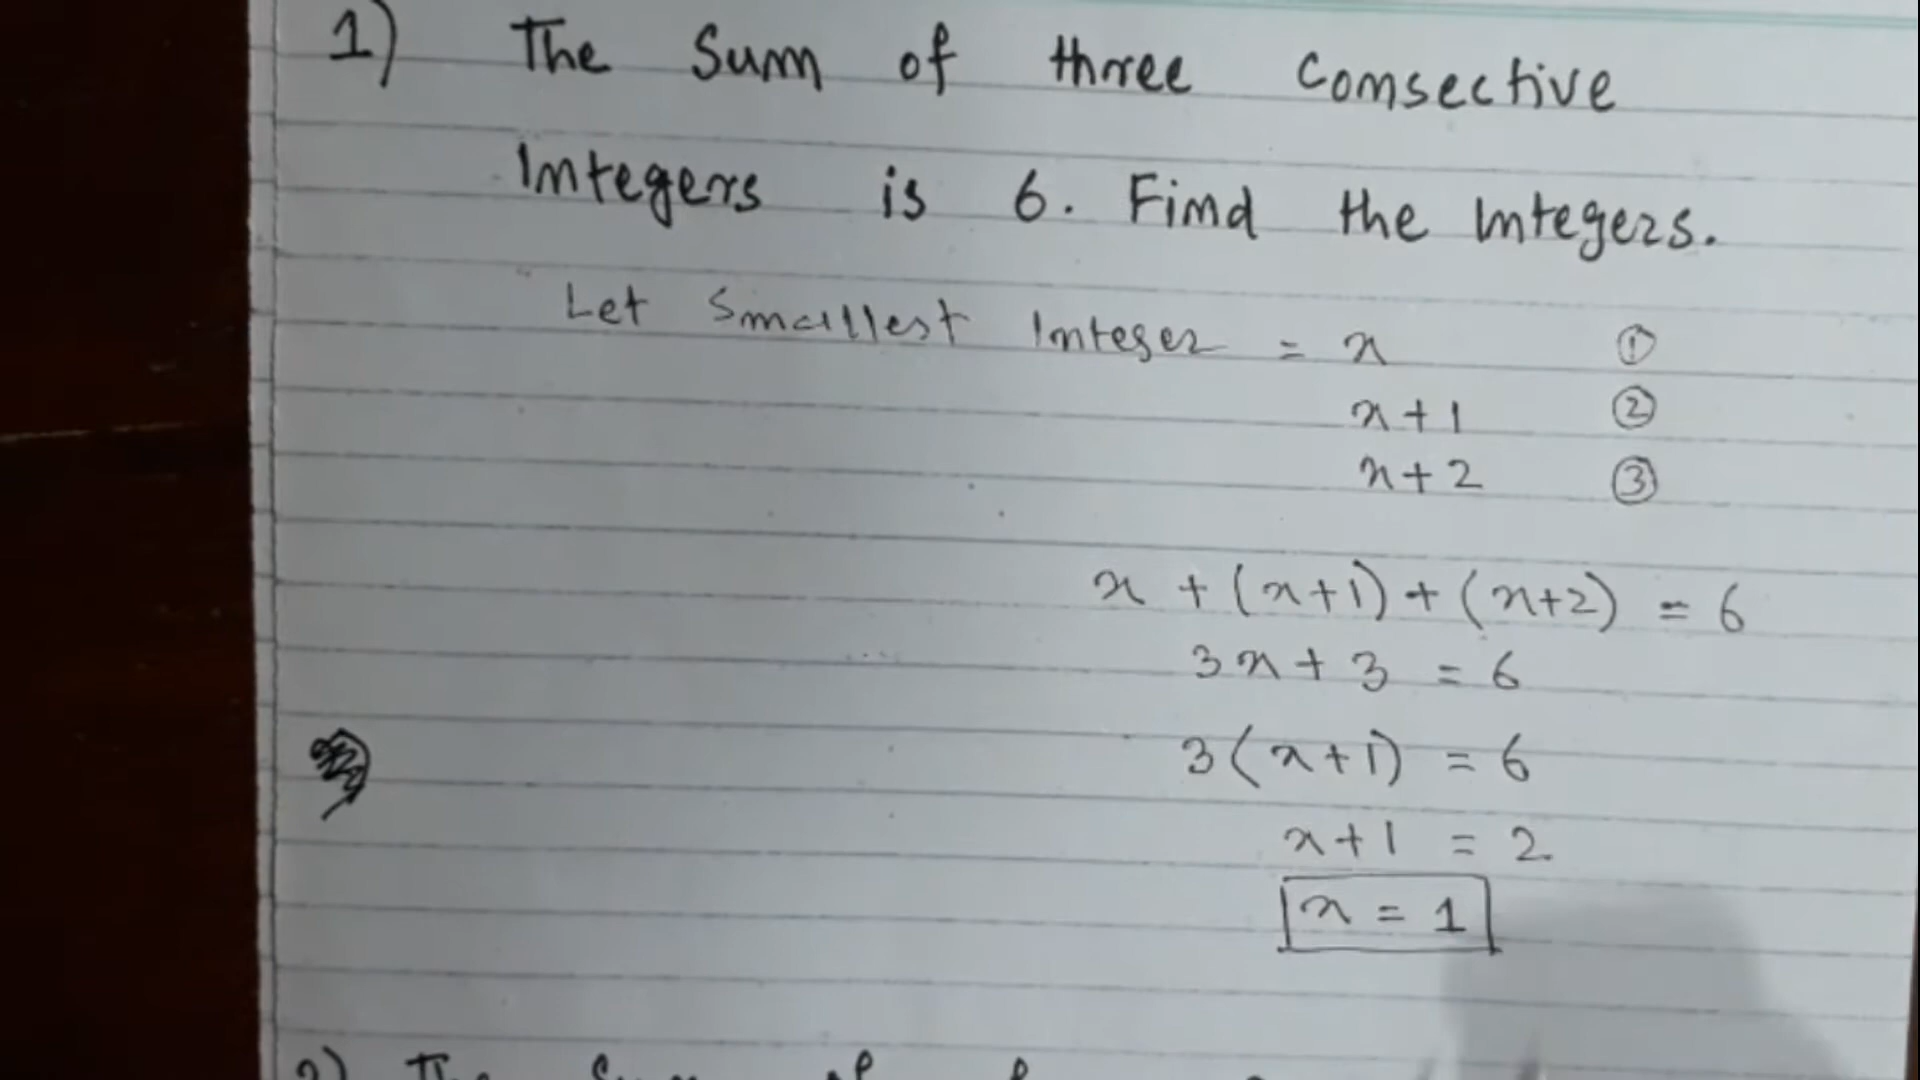 1) The Sum of three Comsective
Integers is 6. Find the Integers.
Let Smallest Integer = x ①
x+1 ②
x+2 ③
x + (x+1) + (x+2) = 6
3x + 3 = 6
3(x+1) = 6
x+1 = 2
x = 1